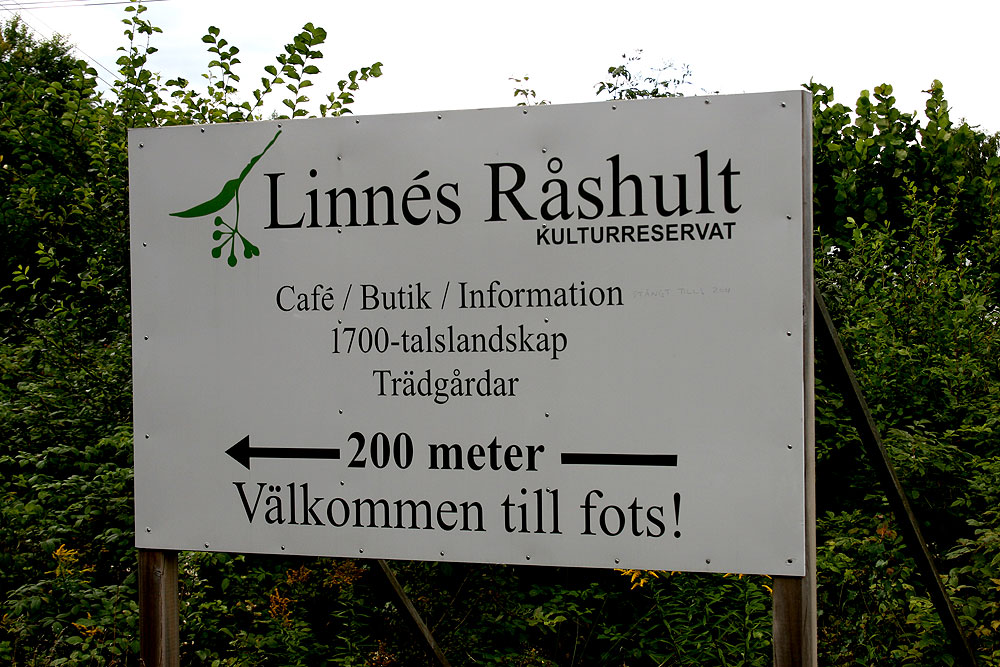 Linnés Råshult
KULTURRESERVAT
Café / Butik / Information
1700-talslandskap
Trädgårdar
200 meter
Välkommen till fots!